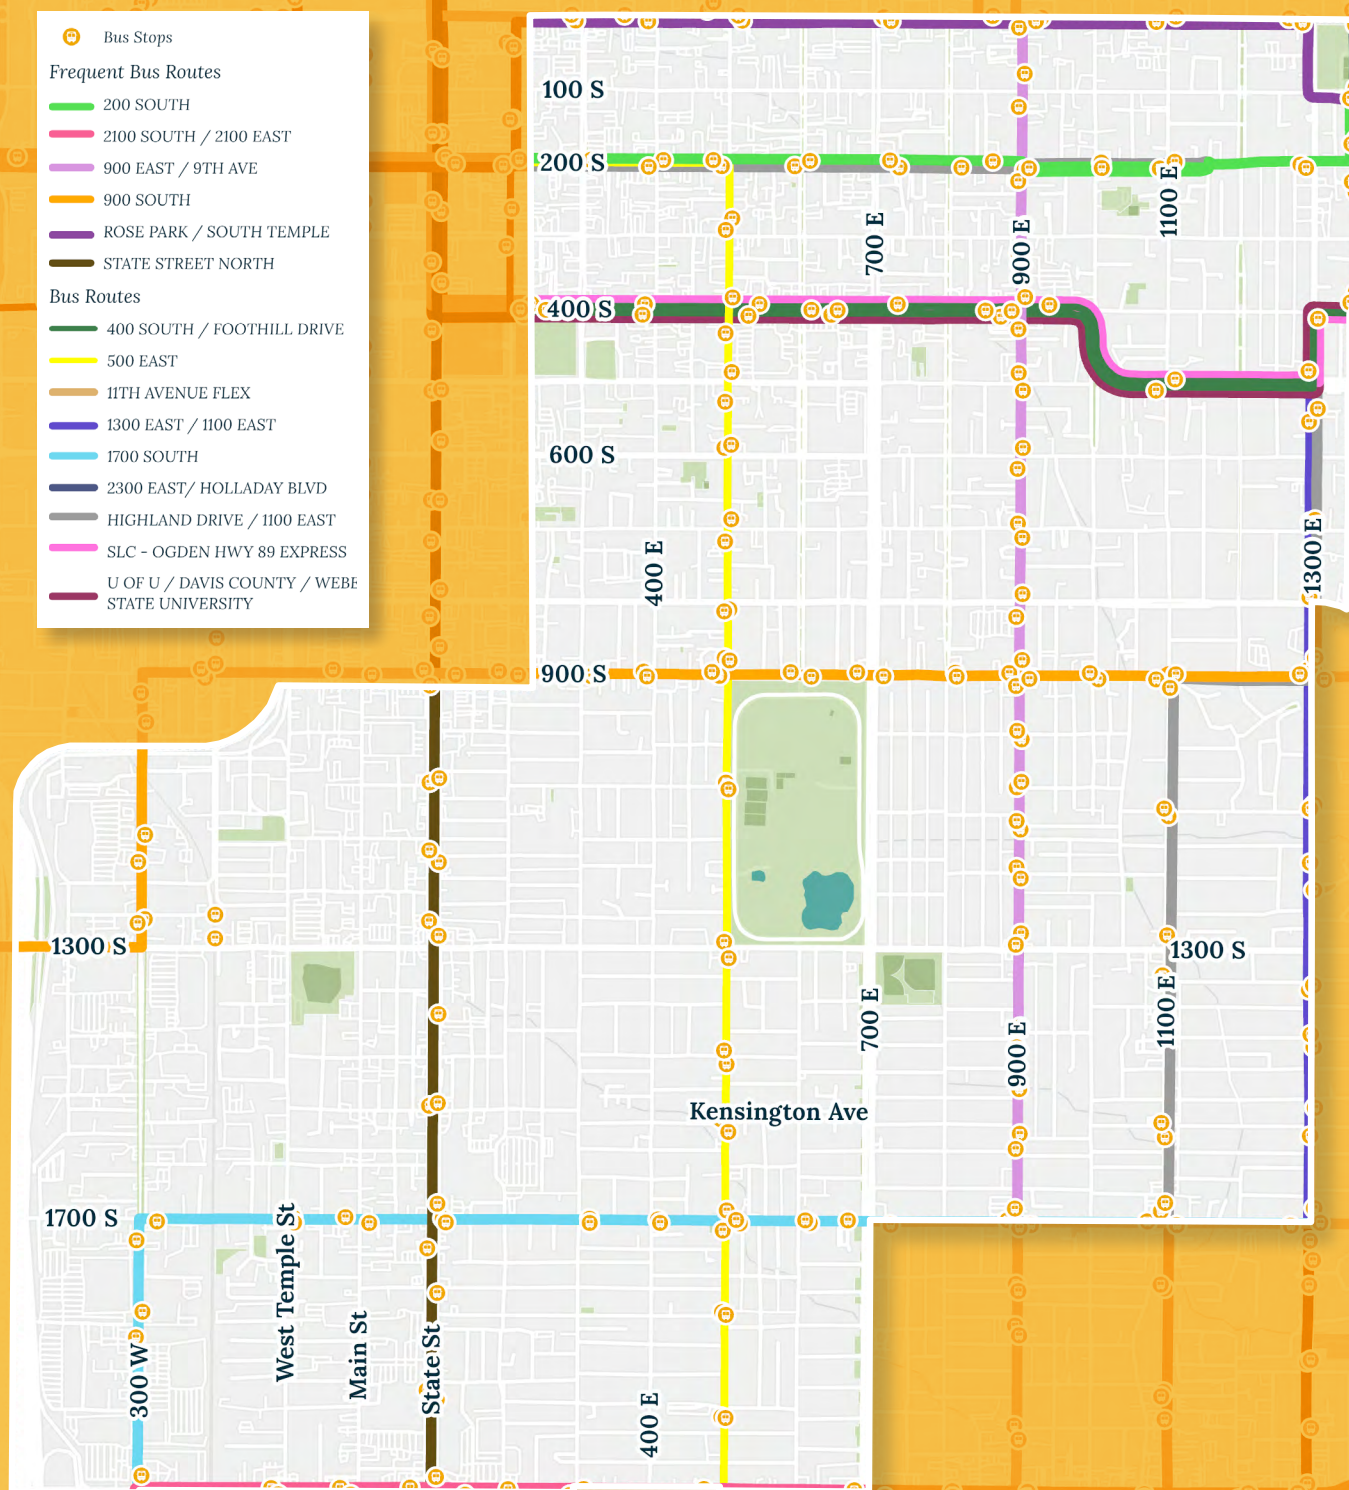 Bus Stops
Frequent Bus Routes
200 SOUTH
2100 SOUTH / 2100 EAST
900 EAST / 9TH AVE
900 SOUTH
ROSE PARK / SOUTH TEMPLE
STATE STREET NORTH
Bus Routes
400 SOUTH / FOOTHILL DRIVE
500 EAST
11TH AVENUE FLEX
1300 EAST / 1100 EAST
1700 SOUTH
2300 EAST/ HOLLADAY BLVD
HIGHLAND DRIVE / 1100 EAST
SLC - OGDEN HWY 89 EXPRESS
U OF U / DAVIS COUNTY / WEBE
STATE UNIVERSITY
100 S
200 S
1100 E
700 E
900 E
400 S
600 S
400 E
1300 E
900 S
1300 S
1300 S
1100 E
700 E
900 E
Kensington Ave
1700 S
West Temple St
Main St
State St
300 W
400 E